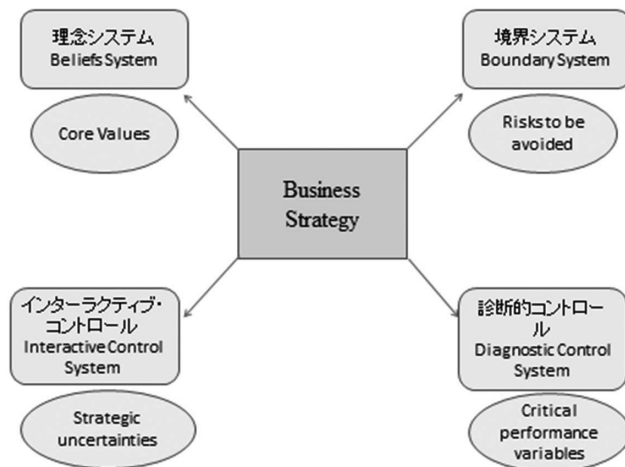 理念システム
Beliefs System
Core Values
境界システム
Boundary System
Risks to be
avoided
Business
Strategy
インターラクティブ・
コントロール
Interactive Control
System
Strategic
uncertainties
診断的コントロー
ル
Diagnostic Control
System
Critical
performance
variables